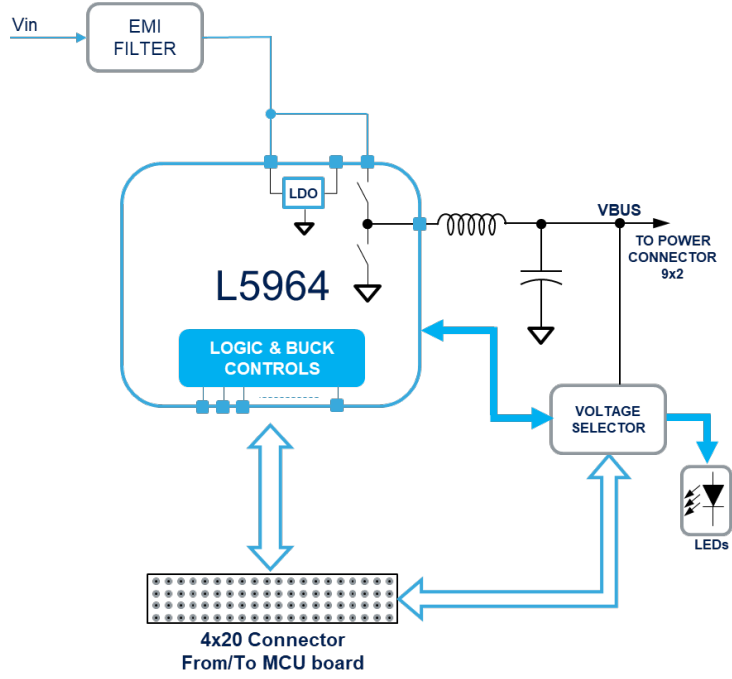 Vin
EMI
FILTER
LDO
L5964
LOGIC & BUCK
CONTROLS
VBUS
TO POWER
CONNECTOR
9x2
VOLTAGE
SELECTOR
LEDs
4x20 Connector
From/To MCU board